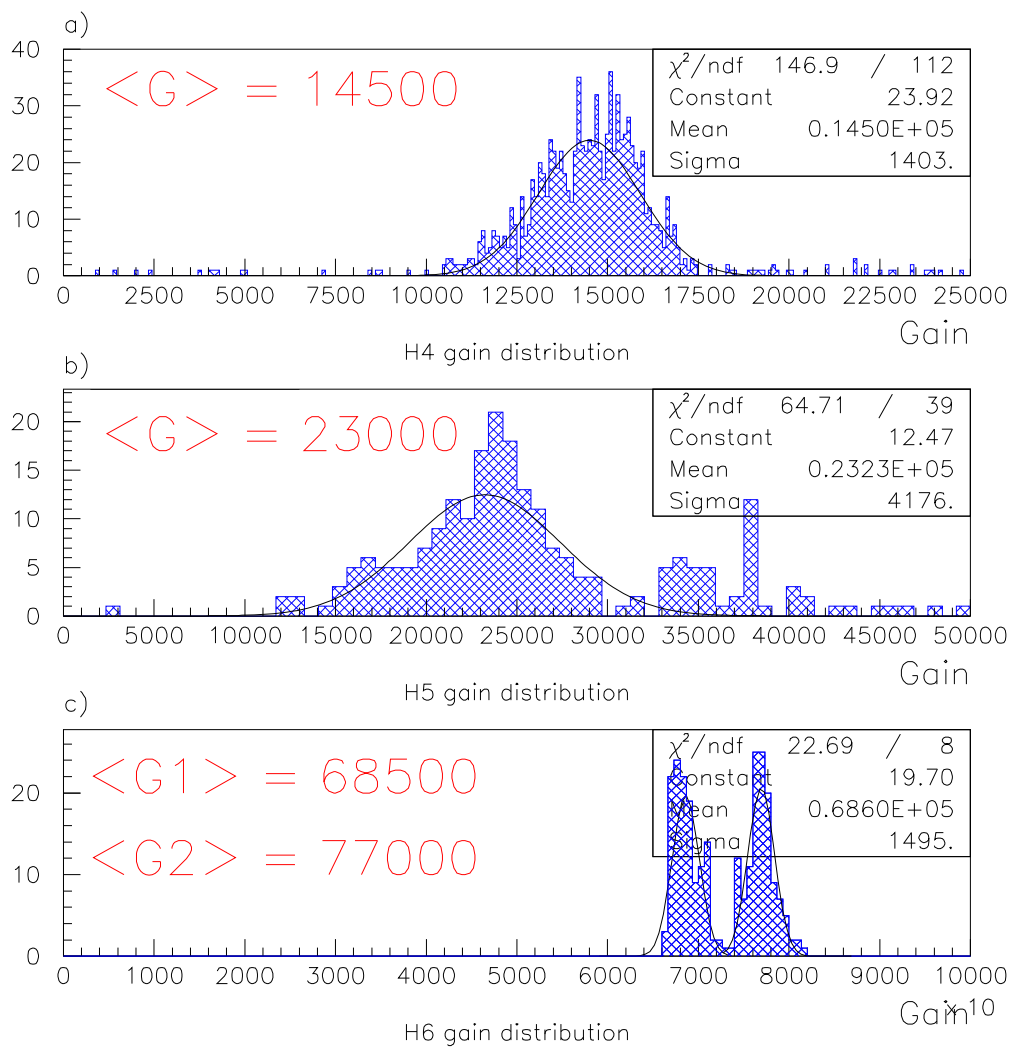 a)
40
30
20
10
0
<G> = 14500
χ²/ndf 146.9 / 112
Constant 23.92
Mean 0.1450E+05
Sigma 1403.
0 2500 5000 7500 10000 12500 15000 17500 20000 22500 25000
Gain
H4 gain distribution
b)
20
15
10
5
0
<G> = 23000
χ²/ndf 64.71 / 39
Constant 12.47
Mean 0.2323E+05
Sigma 4176.
0 5000 10000 15000 20000 25000 30000 35000 40000 45000 50000
Gain
H5 gain distribution
c)
20
10
0
<G1> = 68500
<G2> = 77000
χ²/ndf 22.69 / 8
Constant 19.70
Mean 0.6860E+05
Sigma 1495.
0 1000 2000 3000 4000 5000 6000 7000 8000 9000 10000
x 10
Gain
H6 gain distribution